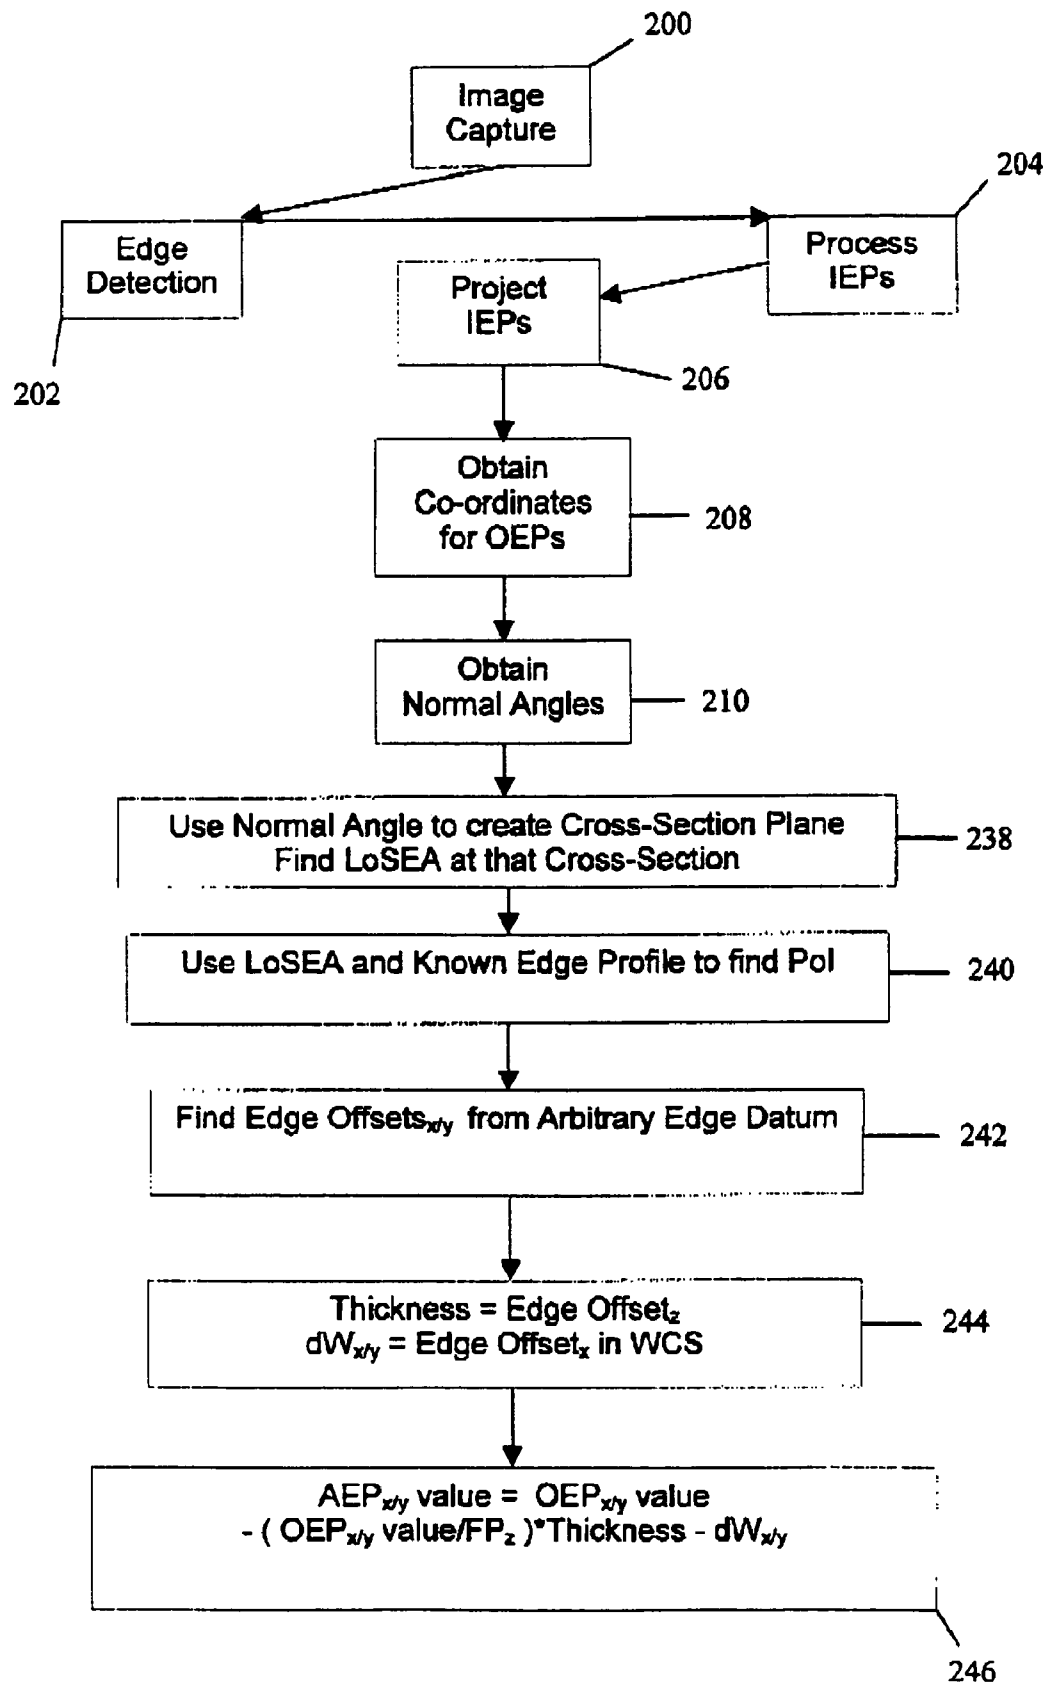 200
Image
Capture
204
Edge
Detection
Process
IEPs
Project
IEPs
202
206
Obtain
Co-ordinates
for OEPs
208
Obtain
Normal Angles
210
Use Normal Angle to create Cross-Section Plane
Find LoSEA at that Cross-Section
238
Use LoSEA and Known Edge Profile to find PoI
240
Find Edge Offsetsx/y from Arbitrary Edge Datum
242
Thickness = Edge Offsetz
dWx/y = Edge Offsetx in WCS
244
AEPx/y value = OEPx/y value
- ( OEPx/y value/FPz )*Thickness - dWx/y
246